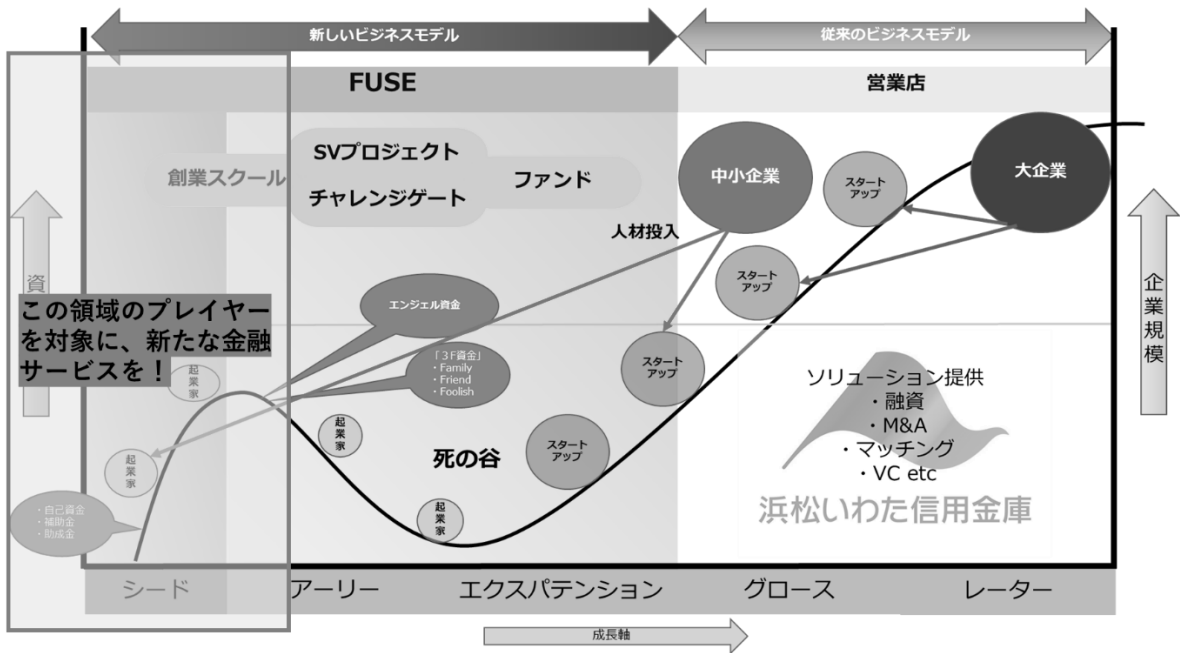 新しいビジネスモデル
従来のビジネスモデル
FUSE
営業店
創業スクール
SVプロジェクト
チャレンジゲート
ファンド
中小企業
スタート
アップ
大企業
人材投入
スタート
アップ
エンジェル資金
資
この領域のプレイヤー
を対象に、新たな金融
サービスを！
企業規模
「３F資金」
・Family
・Friend
・Foolish
起業家
スタート
アップ
ソリューション提供
・融資
・M&A
・マッチング
・VC etc
浜松いわた信用金庫
起業家
死の谷
スタート
アップ
起業家
起業家
・自己資金
・補助金
・助成金
シード
アーリー
エクスパテンション
グロース
レーター
成長軸